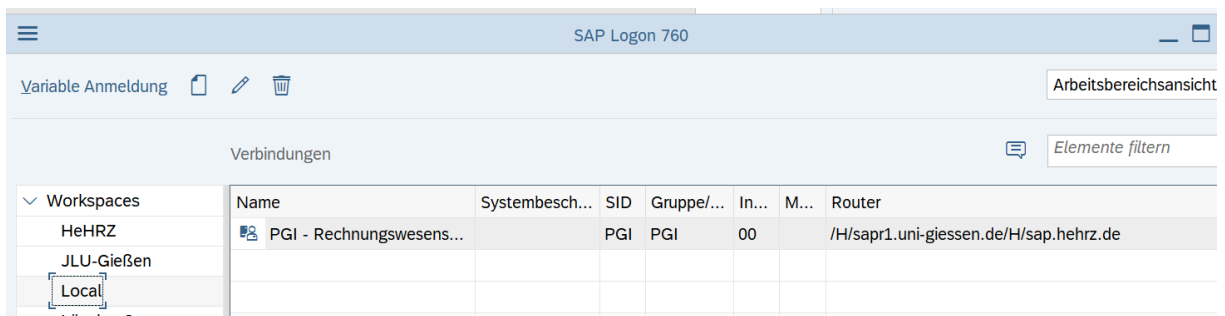 SAP Logon 760
Variable Anmeldung
Arbeitsbereichsansicht
Verbindungen
Elemente filtern
Workspaces
HeHRZ
JLU-Gießen
Local
Name Systembesch... SID Gruppe/... In... M... Router
PGI - Rechnungswesens... PGI PGI 00 /H/sapr1.uni-giessen.de/H/sap.hehrz.de